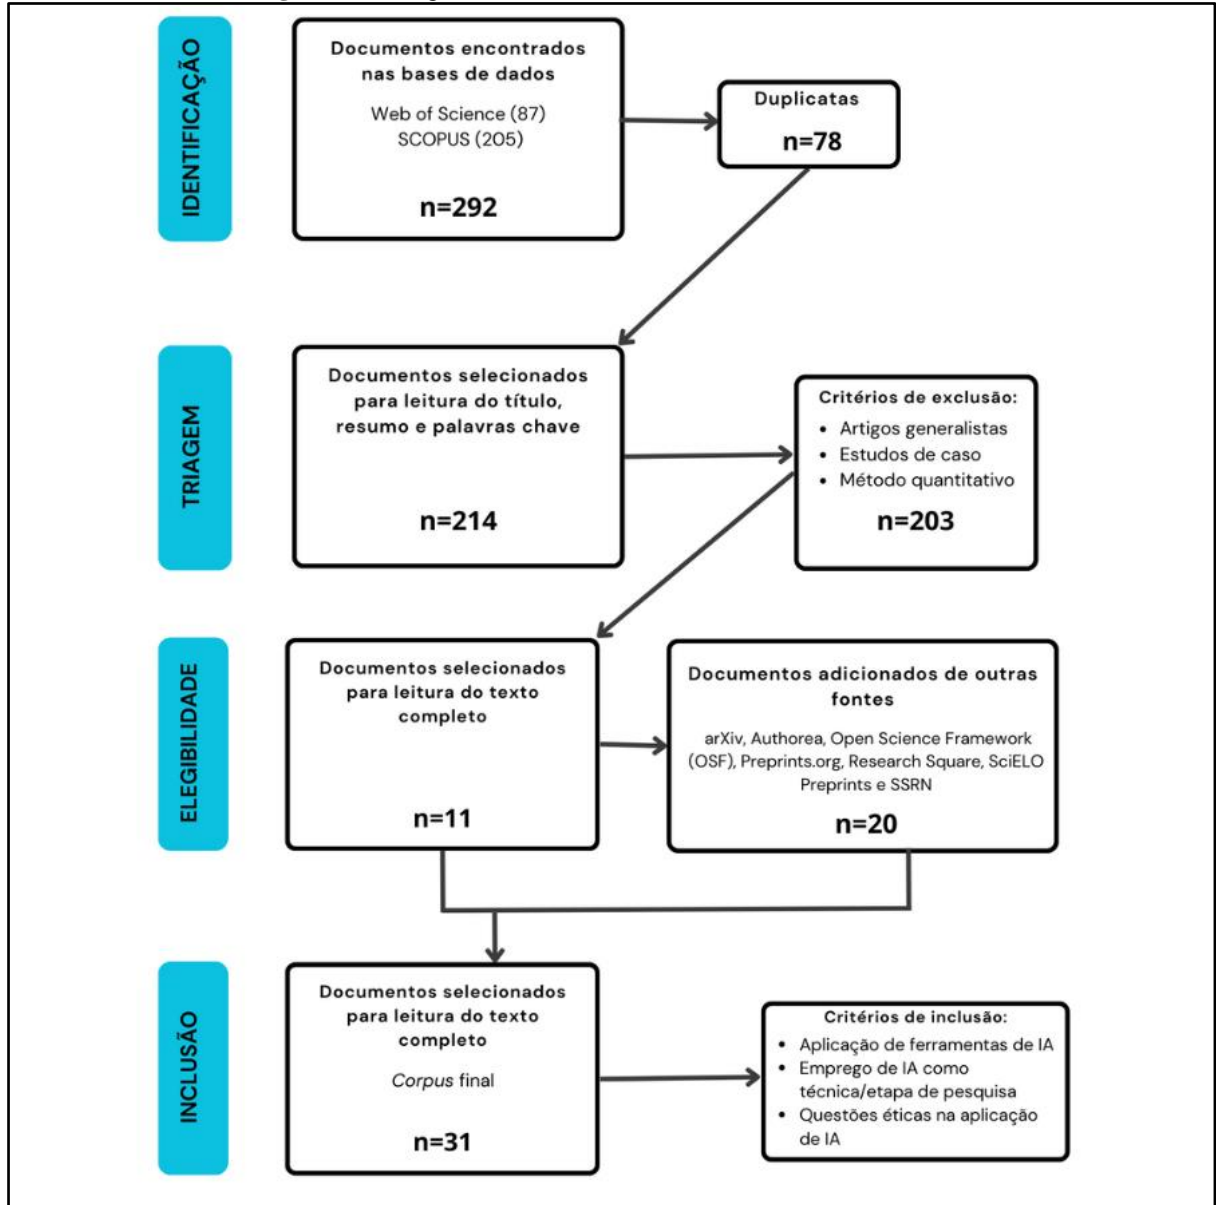 IDENTIFICAÇÃO
Documentos encontrados
nas bases de dados
Web of Science (87)
SCOPUS (205)
n=292
Duplicatas
n=78
TRIAGEM
Documentos selecionados
para leitura do título,
resumo e palavras chave
n=214
Critérios de exclusão:
• Artigos generalistas
• Estudos de caso
• Método quantitativo
n=203
ELEGIBILIDADE
Documentos selecionados
para leitura do texto
completo
n=11
Documentos adicionados de outras
fontes
arXiv, Authorea, Open Science Framework
(OSF), Preprints.org, Research Square, SciELO
Preprints e SSRN
n=20
INCLUSÃO
Documentos selecionados
para leitura do texto
completo
Corpus final
n=31
Critérios de inclusão:
• Aplicação de ferramentas de IA
• Emprego de IA como
técnica/etapa de pesquisa
• Questões éticas na aplicação
de IA